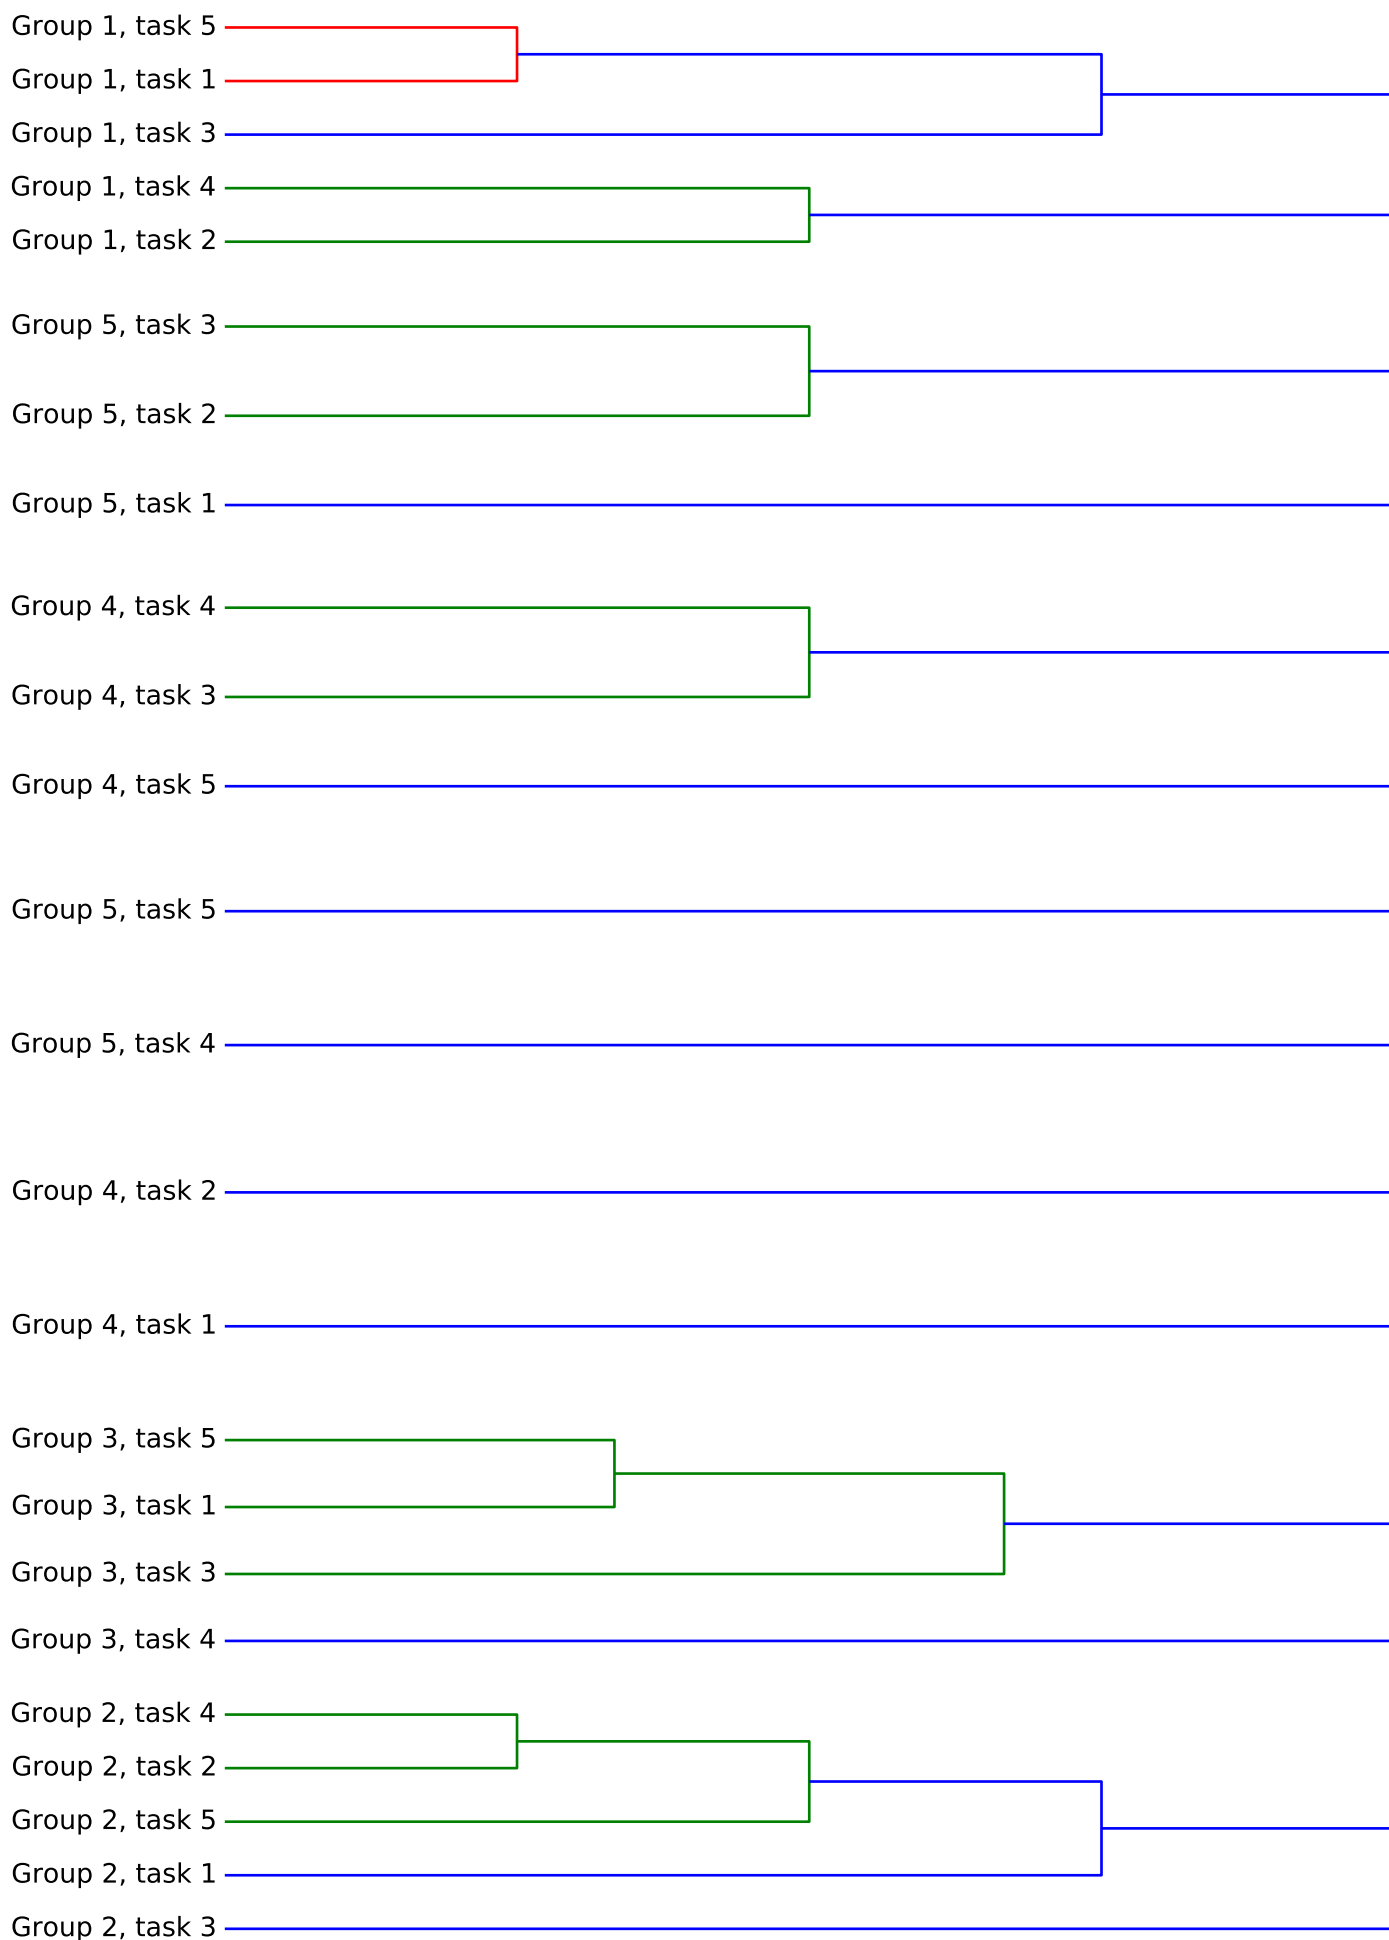 Group 1, task 5
Group 1, task 1
Group 1, task 3
Group 1, task 4
Group 1, task 2
Group 5, task 3
Group 5, task 2
Group 5, task 1
Group 4, task 4
Group 4, task 3
Group 4, task 5
Group 5, task 5
Group 5, task 4
Group 4, task 2
Group 4, task 1
Group 3, task 5
Group 3, task 1
Group 3, task 3
Group 3, task 4
Group 2, task 4
Group 2, task 2
Group 2, task 5
Group 2, task 1
Group 2, task 3